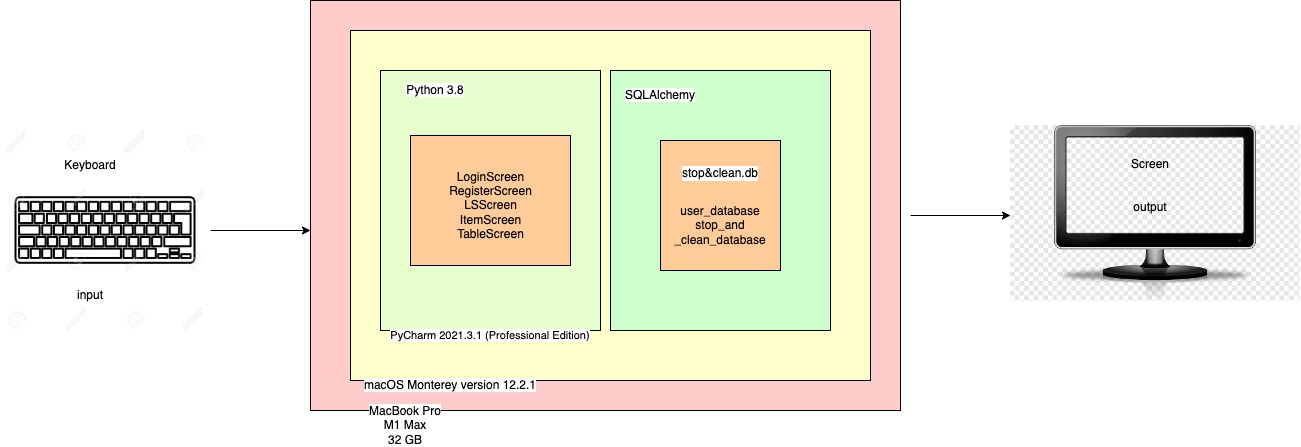 Keyboard
input
Python 3.8
LoginScreen
RegisterScreen
LSScreen
ItemScreen
TableScreen
PyCharm 2021.3.1 (Professional Edition)
SQLAlchemy
stop&clean.db
user_database
stop_and
_clean_database
macOS Monterey version 12.2.1
MacBook Pro
M1 Max
32 GB
Screen
output